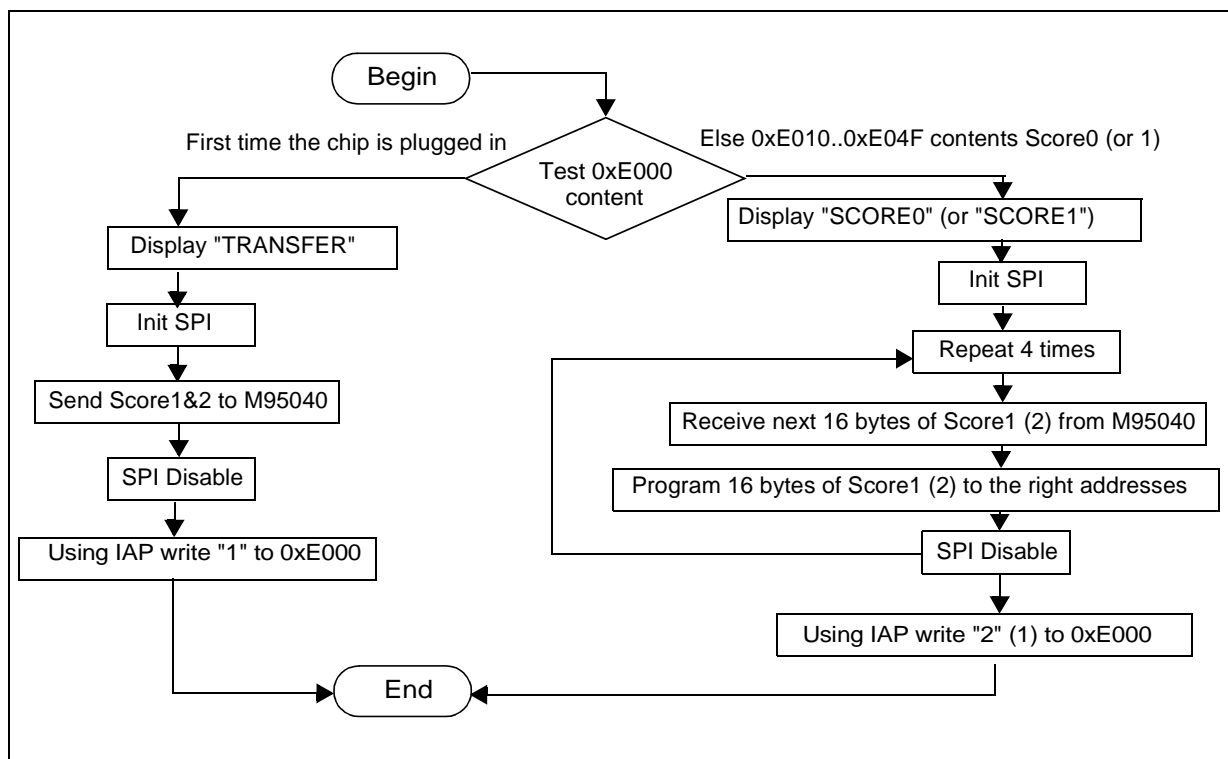 Begin
First time the chip is plugged in
Else 0xE010..0xE04F contents Score0 (or 1)
Test 0xE000
content
Display "TRANSFER"
Init SPI
Send Score1&2 to M95040
SPI Disable
Using IAP write "1" to 0xE000
Display "SCORE0" (or "SCORE1")
Init SPI
Repeat 4 times
Receive next 16 bytes of Score1 (2) from M95040
Program 16 bytes of Score1 (2) to the right addresses
SPI Disable
Using IAP write "2" (1) to 0xE000
End